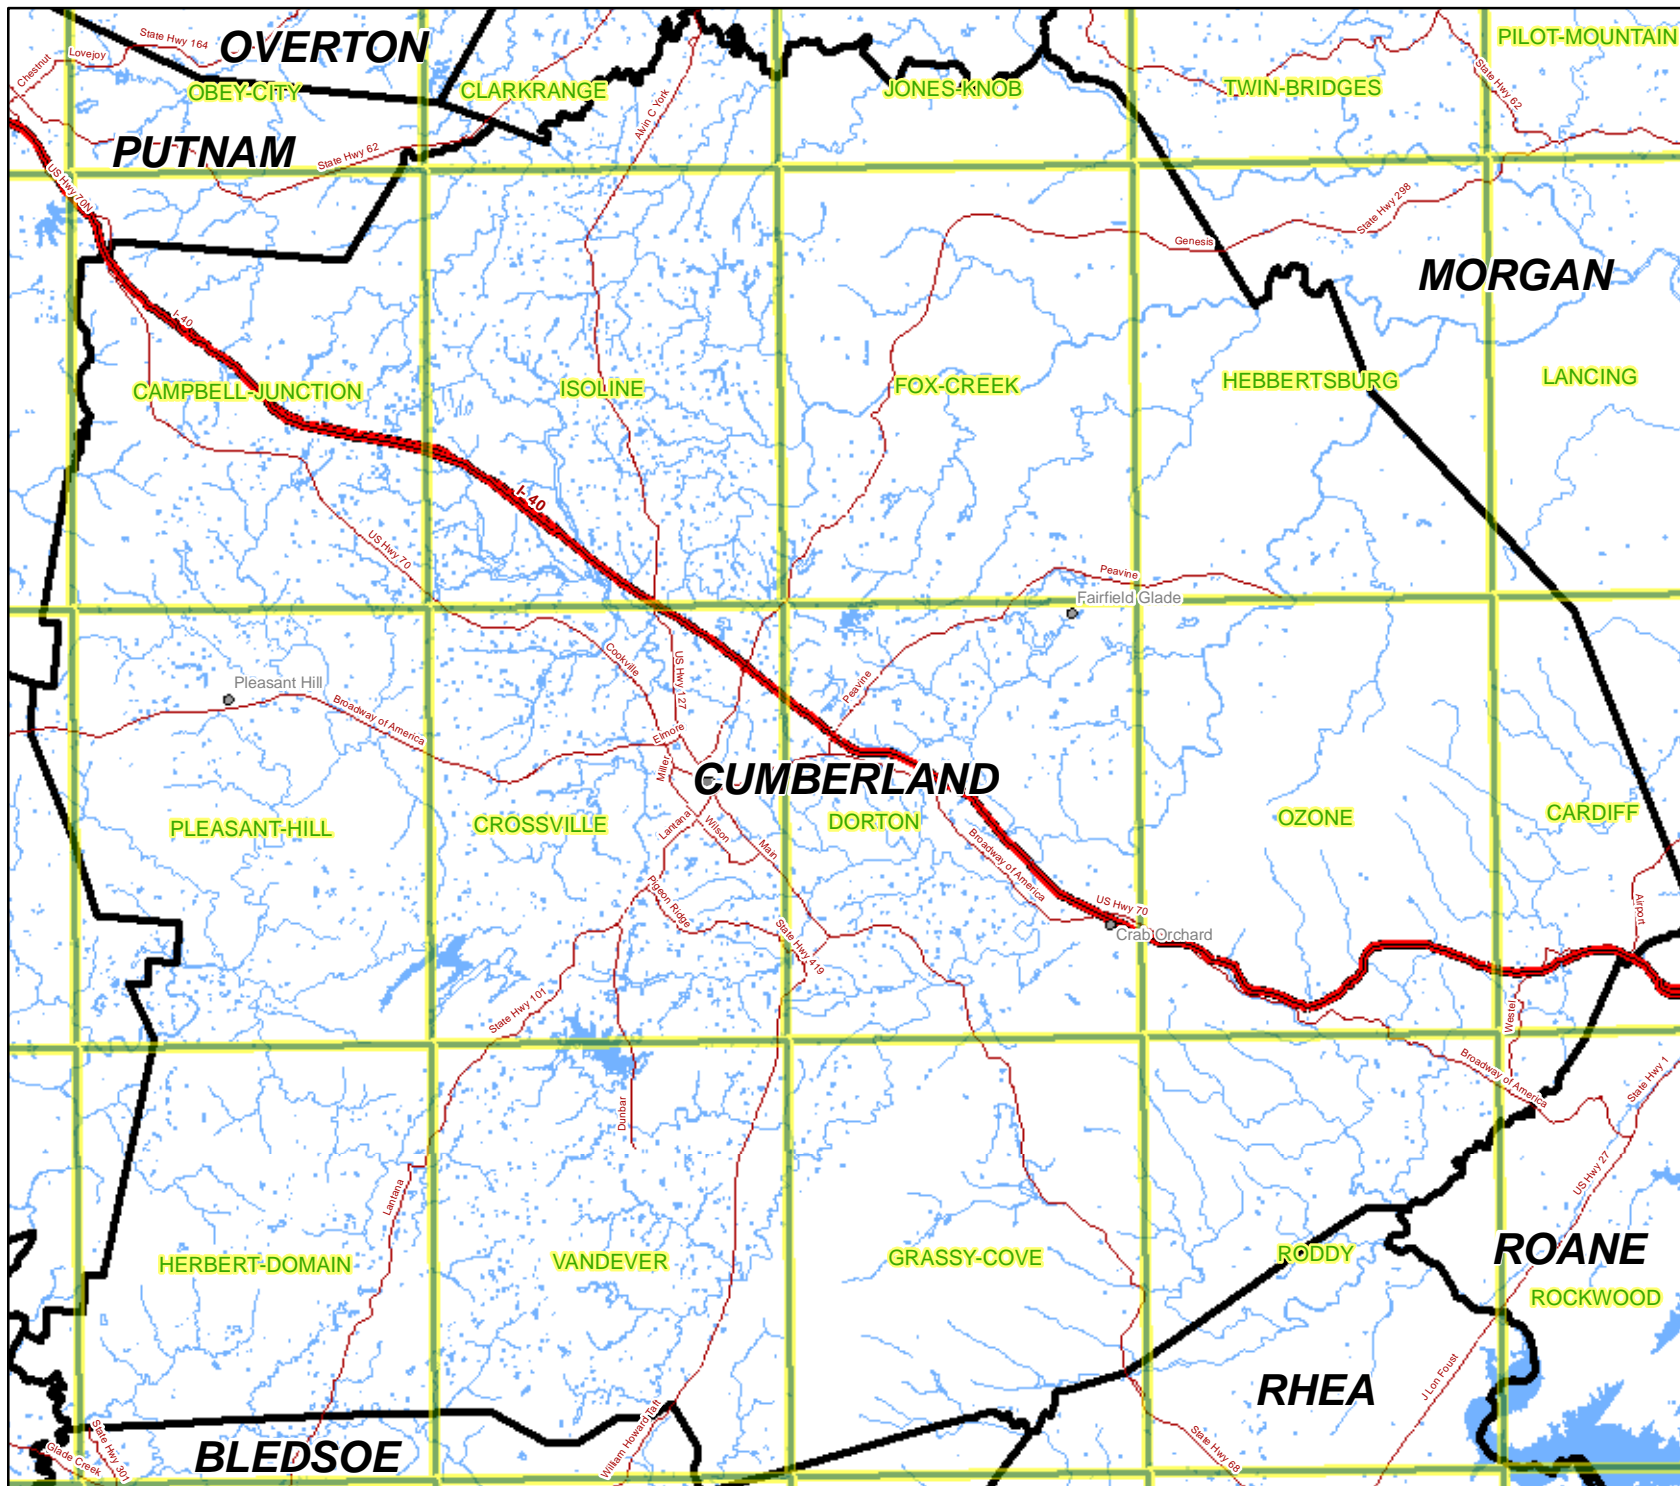 PILOT-MOUNTAIN
State Hwy 164
OVERTON
Lovejoy
Chestnut
OBEY-CITY
CLARKRANGE
JONES-KNOB
TWIN-BRIDGES
State Hwy 62
Alvin C York
PUTNAM
State Hwy 62
US Hwy 70N
State Hwy 298
Genesis
MORGAN
I-40
CAMPBELL-JUNCTION
ISOLINE
FOX-CREEK
HEBBERTSBURG
LANCING
I-40
US Hwy 70
Peavine
Fairfield Glade
Cookville
US Hwy 127
Peavine
Pleasant Hill
Broadway of America
Elmore
Miller
CUMBERLAND
PLEASANT-HILL
CROSSVILLE
Lantana
Wilson
Main
DORTON
OZONE
CARDIFF
Broadway of America
Pigeon Ridge
US Hwy 70
Airport
Crab Orchard
State Hwy 419
State Hwy 101
Westel
Broadway of America
State Hwy 1
Dunbar
US Hwy 27
Lantana
HERBERT-DOMAIN
VANDEVER
GRASSY-COVE
RODDY
ROANE
ROCKWOOD
J Lon Foust
RHEA
William Howard Taft
State Hwy 301
BLEDSOE
Glade Creek
State Hwy 68